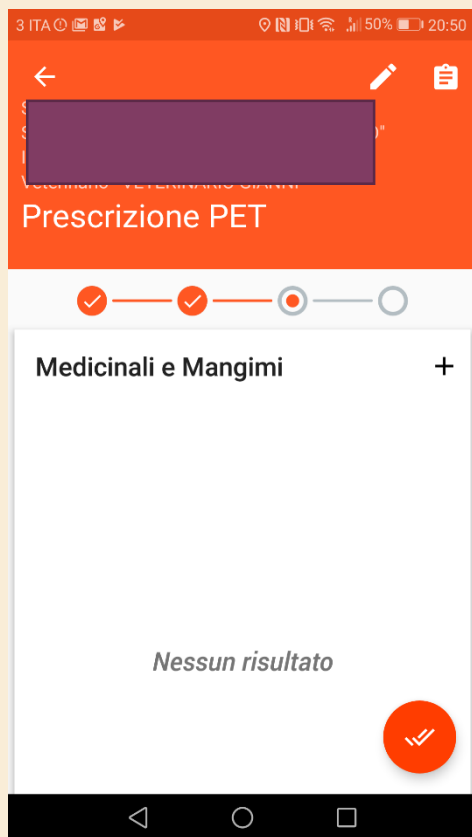 3 ITA 50% 20:50
Prescrizione PET
Medicinali e Mangimi
Nessun risultato